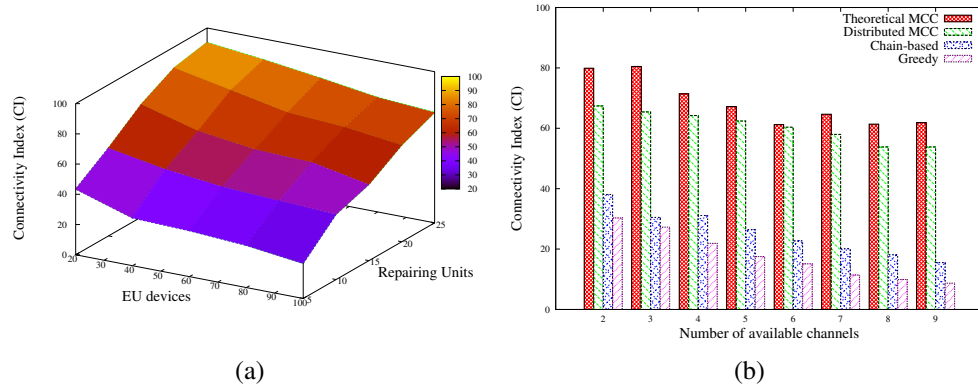 Connectivity Index (CI)
100
80
60
40
20
0
20
30
40
50
60
70
80
90
100
EU devices
5
10
15
20
25
Repairing Units
100
90
80
70
60
50
40
30
20
(a)
Connectivity Index (CI)
100
80
60
40
20
0
Theoretical MCC
Distributed MCC
Chain-based
Greedy
2 3 4 5 6 7 8 9
Number of available channels
(b)